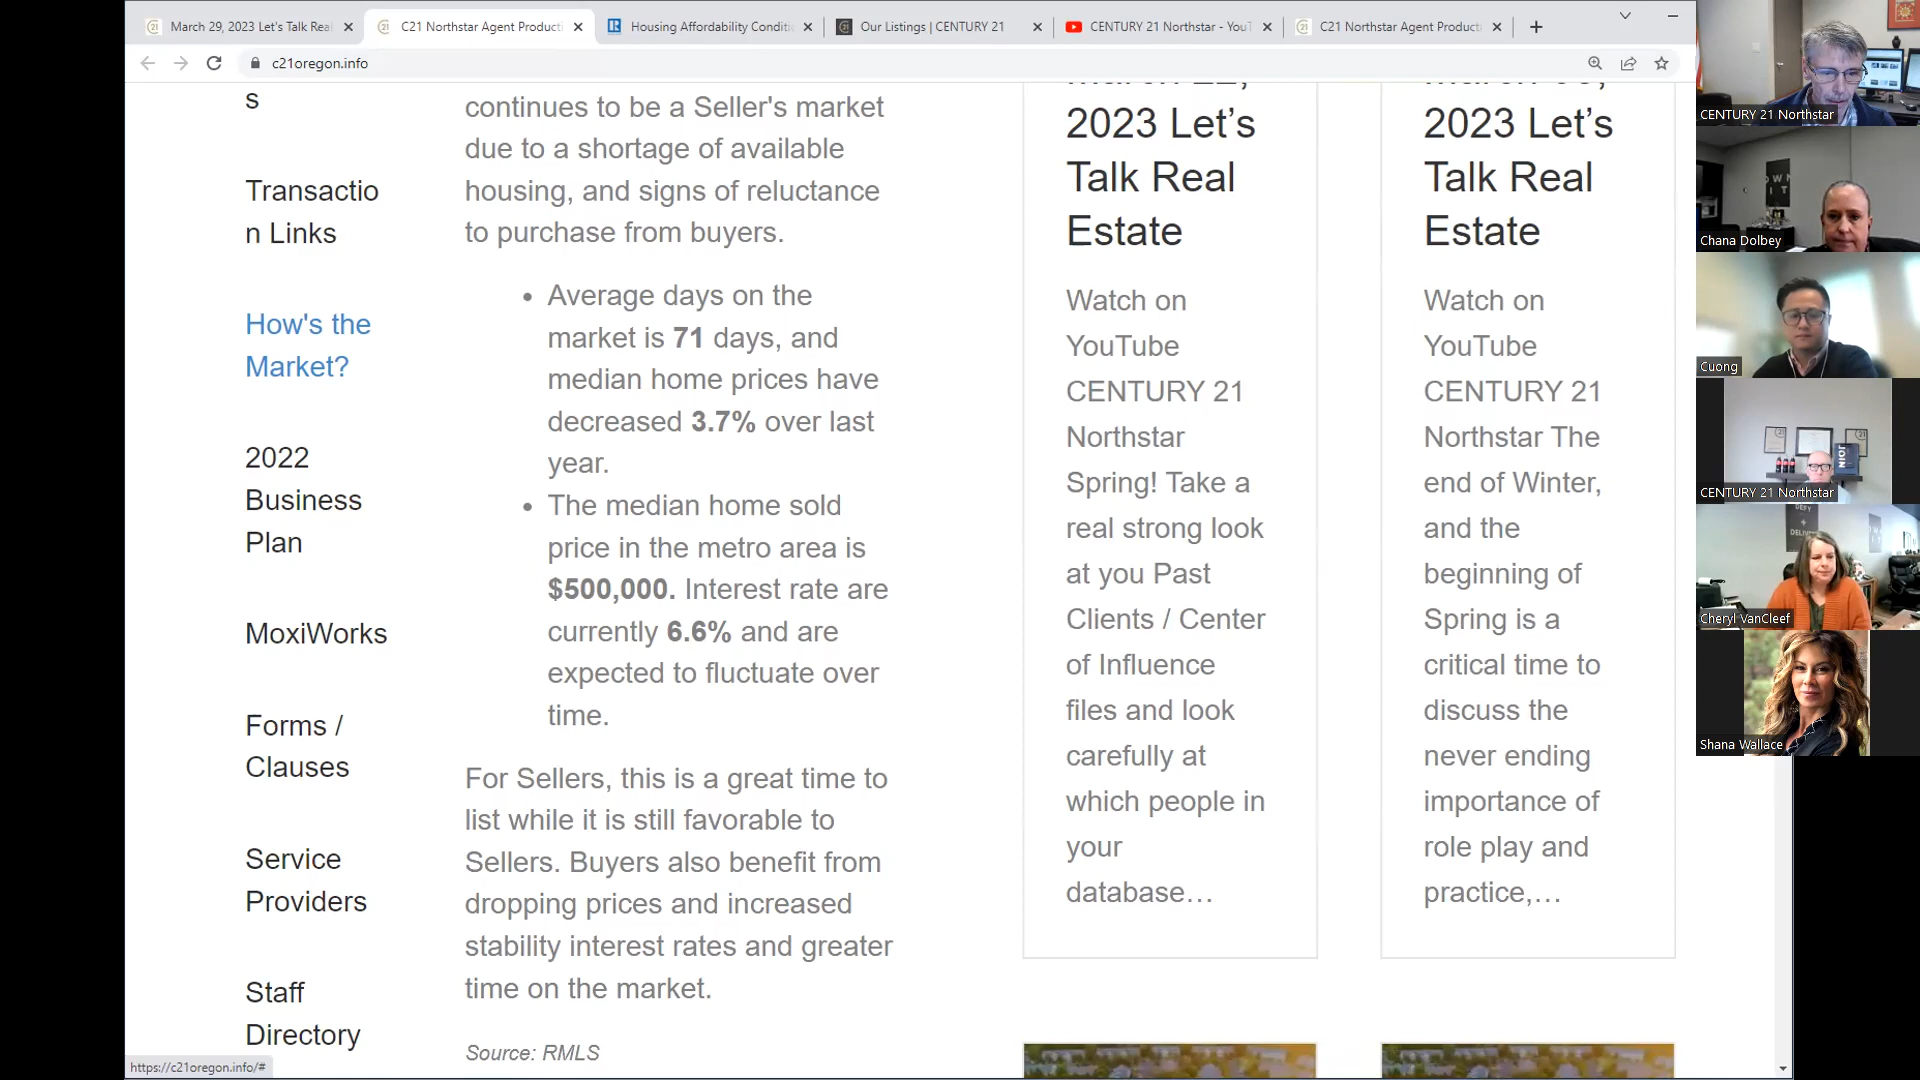 March 29, 2023 Let's Talk Real
C21 Northstar Agent Producti
Housing Affordability Conditi
Our Listings | CENTURY 21
CENTURY 21 Northstar - YouT
C21 Northstar Agent Producti
c21oregon.info
s
Transactio
n Links
How's the
Market?
2022
Business
Plan
MoxiWorks
Forms /
Clauses
Service
Providers
Staff
Directory
continues to be a Seller's market
due to a shortage of available
housing, and signs of reluctance
to purchase from buyers.
• Average days on the
market is 71 days, and
median home prices have
decreased 3.7% over last
year.
• The median home sold
price in the metro area is
$500,000. Interest rate are
currently 6.6% and are
expected to fluctuate over
time.
For Sellers, this is a great time to
list while it is still favorable to
Sellers. Buyers also benefit from
dropping prices and increased
stability interest rates and greater
time on the market.
Source: RMLS
2023 Let’s
Talk Real
Estate
Watch on
YouTube
CENTURY 21
Northstar
Spring! Take a
real strong look
at you Past
Clients / Center
of Influence
files and look
carefully at
which people in
your
database…
2023 Let’s
Talk Real
Estate
Watch on
YouTube
CENTURY 21
Northstar The
end of Winter,
and the
beginning of
Spring is a
critical time to
discuss the
never ending
importance of
role play and
practice,…
https://c21oregon.info/#
CENTURY 21 Northstar
Chana Dolbey
Cuong
CENTURY 21 Northstar
Cheryl VanCleef
Shana Wallace